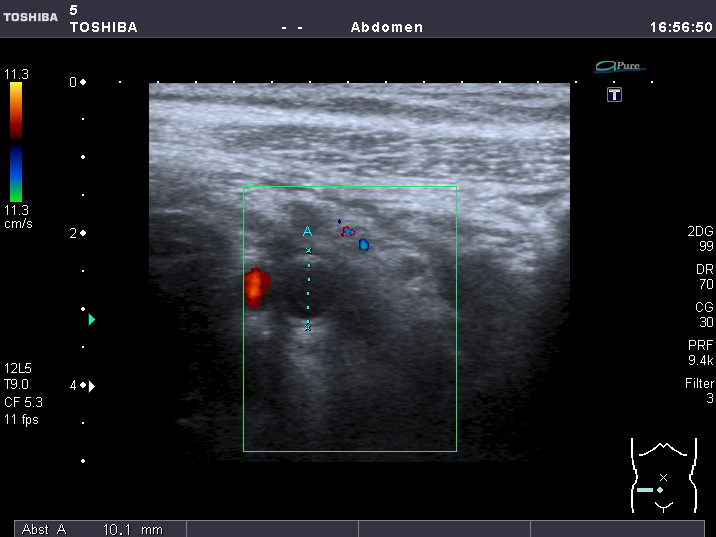 TOSHIBA
5
TOSHIBA - - Abdomen 16:56:50
aPure
T
11.3
11.3
cm/s
0
2
4
A
2DG
99
DR
70
CG
30
PRF
9.4k
Filter
3
12L5
T9.0
CF 5.3
11 fps
Abst A 10.1 mm